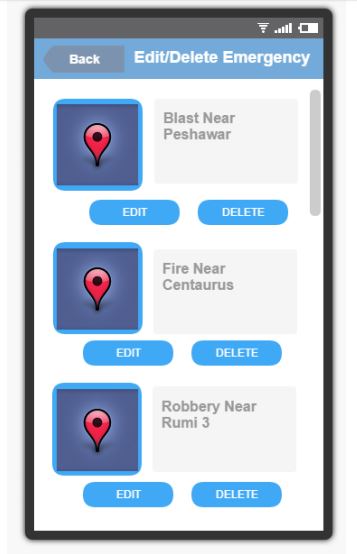 Back
Edit/Delete Emergency
Blast Near
Peshawar
EDIT
DELETE
Fire Near
Centaurus
EDIT
DELETE
Robbery Near
Rumi 3
EDIT
DELETE